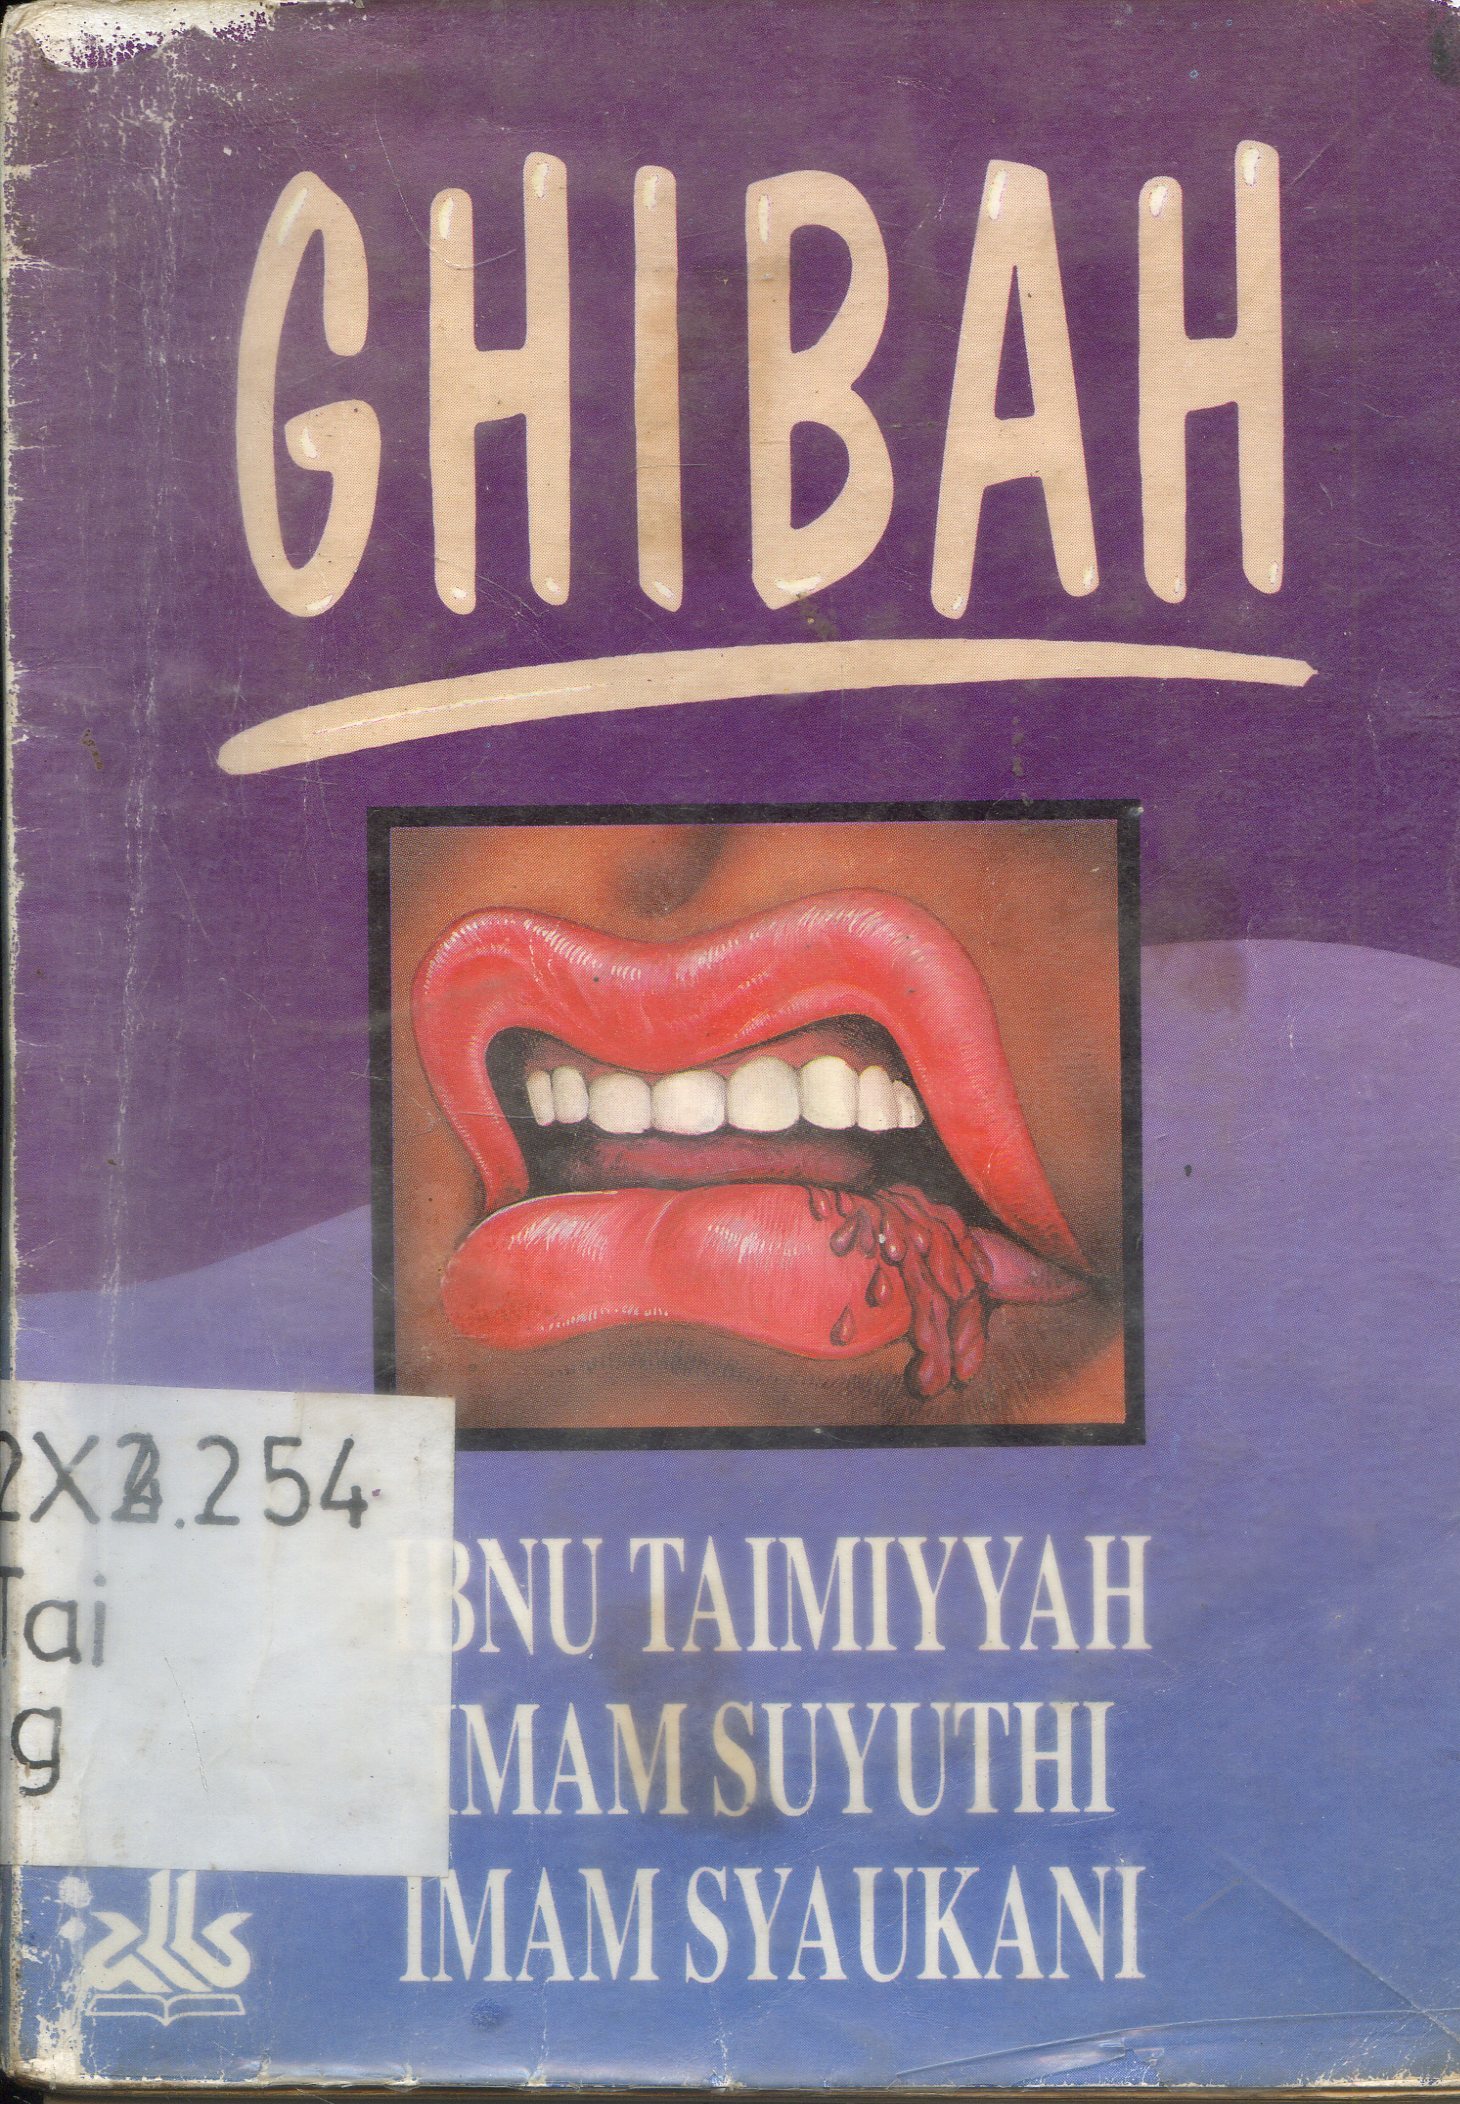 GHIBAH
2X2.254
Tai
g
IBNU TAIMIYYAH
IMAM SUYUTHI
IMAM SYAUKANI